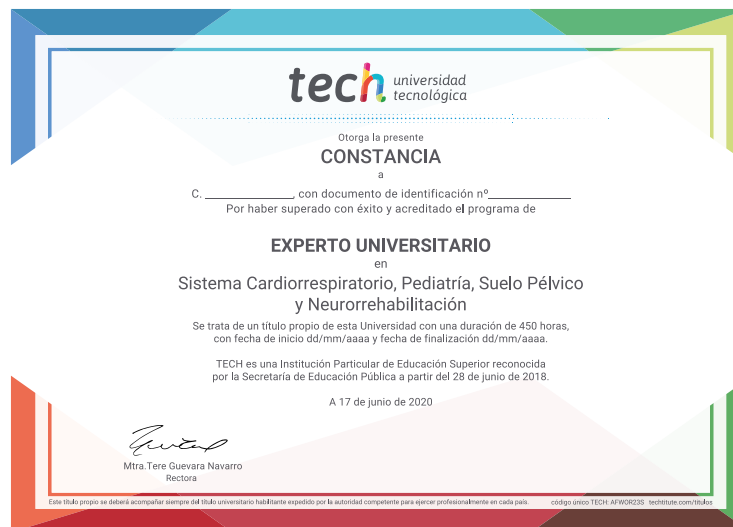 tech universidad
tecnológica
Otorga la presente
CONSTANCIA
a
C. ______________, con documento de identificación nº______________
Por haber superado con éxito y acreditado el programa de
EXPERTO UNIVERSITARIO
en
Sistema Cardiorrespiratorio, Pediatría, Suelo Pélvico
y Neurorrehabilitación
Se trata de un título propio de esta Universidad con una duración de 450 horas,
con fecha de inicio dd/mm/aaaa y fecha de finalización dd/mm/aaaa.
TECH es una Institución Particular de Educación Superior reconocida
por la Secretaría de Educación Pública a partir del 28 de junio de 2018.
A 17 de junio de 2020
Mtra.Tere Guevara Navarro
Rectora
Este título propio se deberá acompañar siempre del título universitario habilitante expedido por la autoridad competente para ejercer profesionalmente en cada país. código único TECH: AFWOR23S techtitute.com/titulos